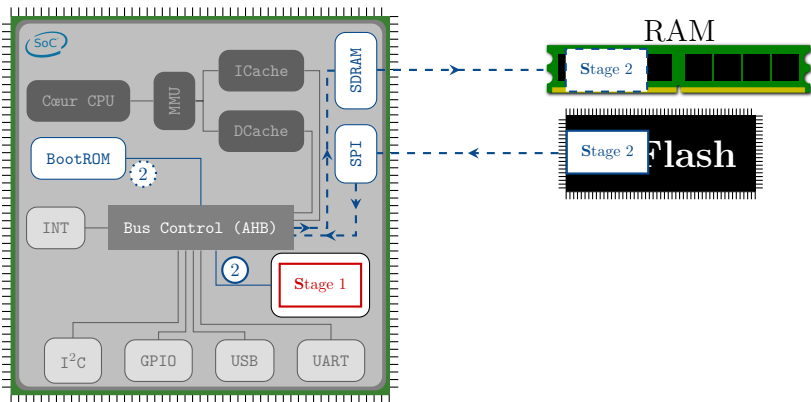 RAM
SoC
ICache
SDRAM
Stage 2
Cœur CPU
MMU
DCache
SPI
Stage 2
Flash
BootROM
2
INT
Bus Control (AHB)
2
Stage 1
I²C
GPIO
USB
UART